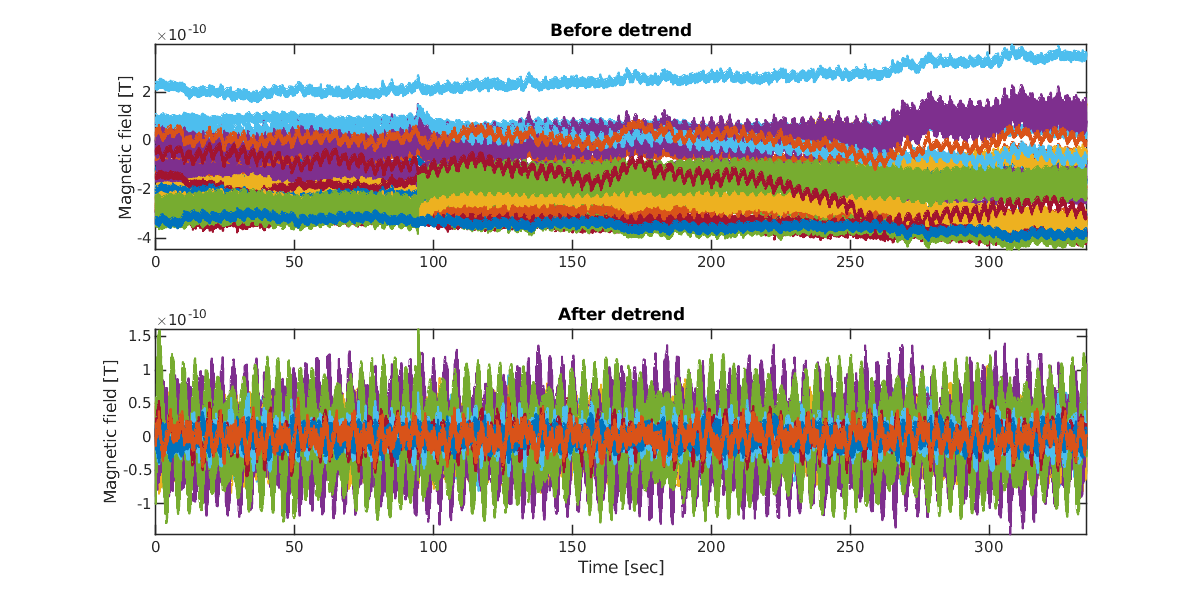 Before detrend
×10-10
Magnetic field [T]
2
0
-2
-4
0 50 100 150 200 250 300
After detrend
×10-10
Magnetic field [T]
1.5
1
0.5
0
-0.5
-1
0 50 100 150 200 250 300
Time [sec]